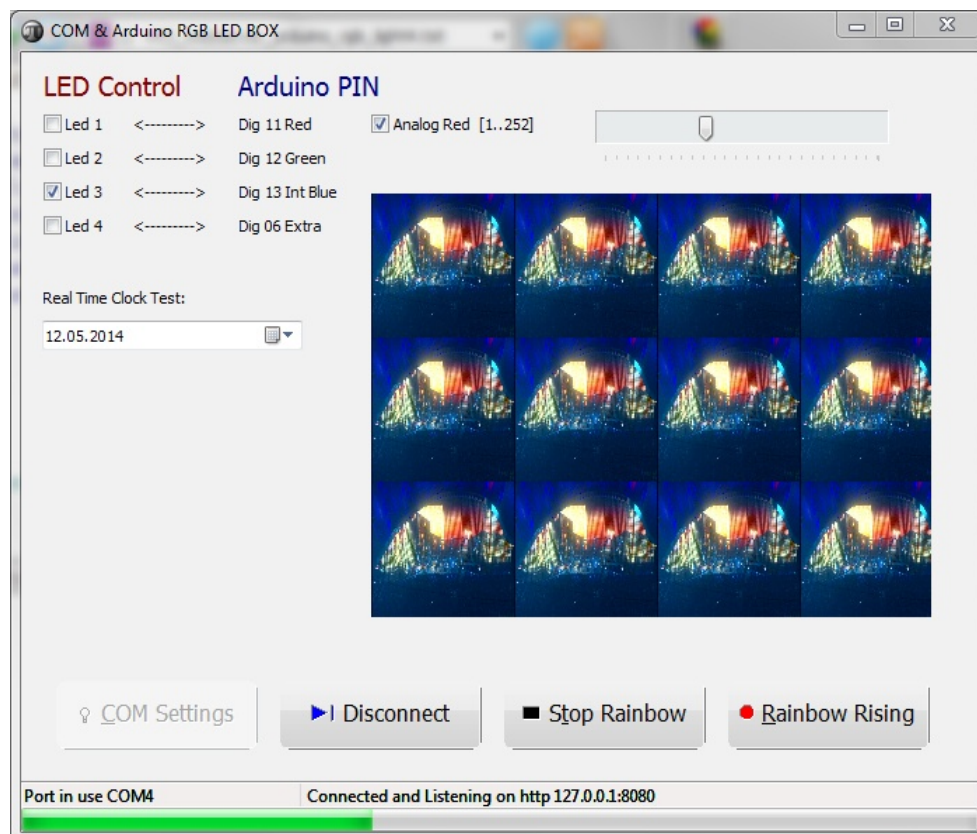 COM & Arduino RGB LED BOX
LED Control Arduino PIN
Led 1 <---------> Dig 11 Red Analog Red [1..252]
Led 2 <---------> Dig 12 Green
Led 3 <---------> Dig 13 Int Blue
Led 4 <---------> Dig 06 Extra
Real Time Clock Test:
12.05.2014
COM Settings Disconnect Stop Rainbow Rainbow Rising
Port in use COM4 Connected and Listening on http 127.0.0.1:8080